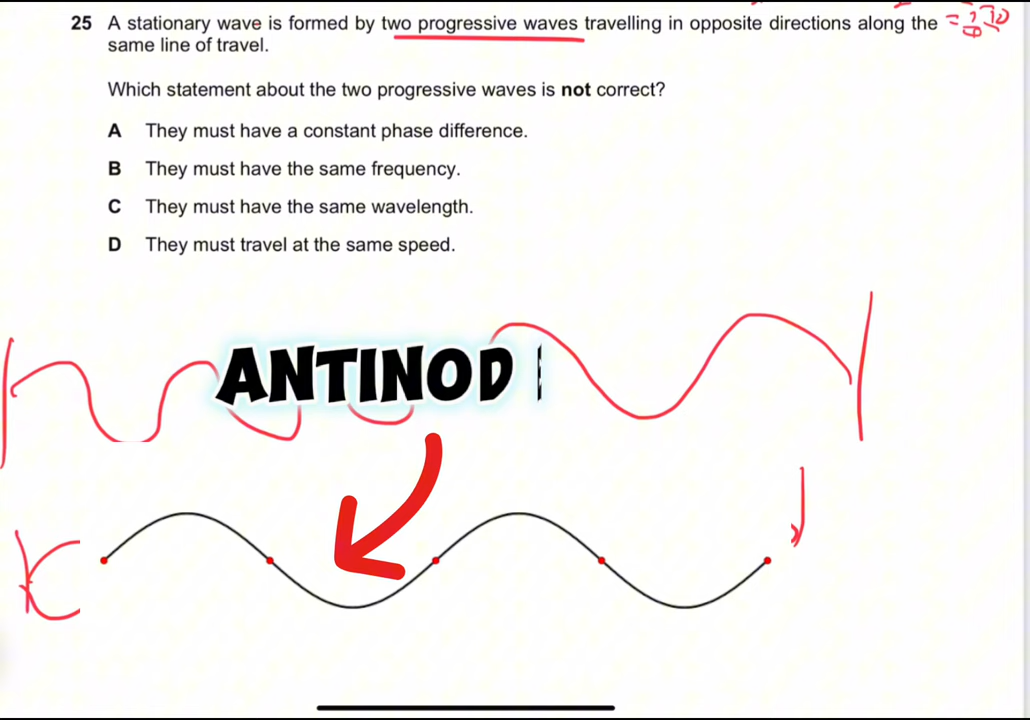 25 A stationary wave is formed by two progressive waves travelling in opposite directions along the
same line of travel.
Which statement about the two progressive waves is not correct?
A They must have a constant phase difference.
B They must have the same frequency.
C They must have the same wavelength.
D They must travel at the same speed.
ANTINOD